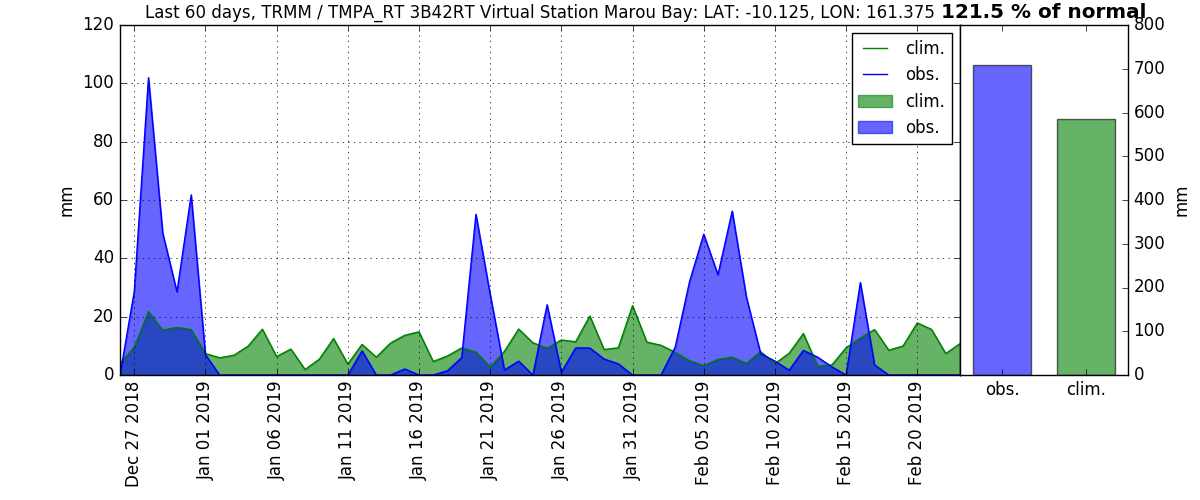 Last 60 days, TRMM / TMPA_RT 3B42RT Virtual Station Marou Bay: LAT: -10.125, LON: 161.375 121.5 % of normal
120
100
80
60
40
20
0
mm
clim.
obs.
clim.
obs.
Dec 27 2018
Jan 01 2019
Jan 06 2019
Jan 11 2019
Jan 16 2019
Jan 21 2019
Jan 26 2019
Jan 31 2019
Feb 05 2019
Feb 10 2019
Feb 15 2019
Feb 20 2019
800
700
600
500
400
300
200
100
0
mm
obs. clim.